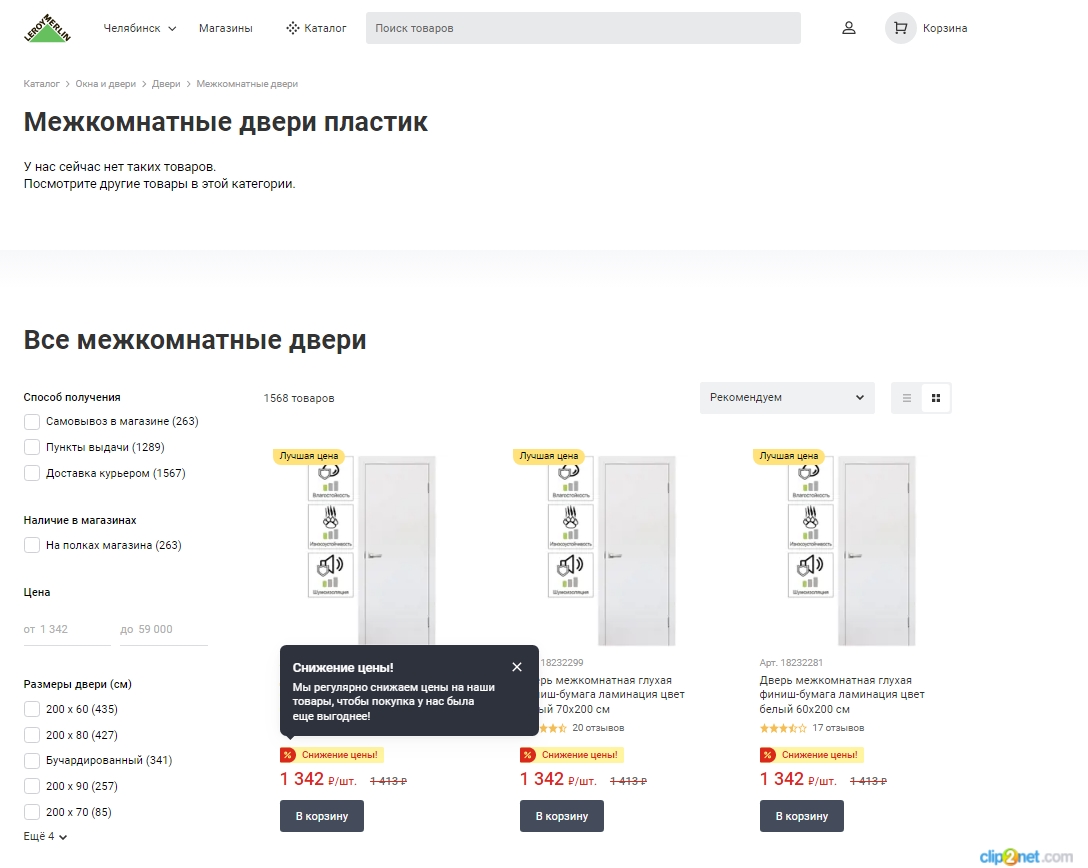 LEROY MERLIN
Челябинск
Магазины
Каталог
Поиск товаров
Корзина
Каталог > Окна и двери > Двери > Межкомнатные двери
Межкомнатные двери пластик
У нас сейчас нет таких товаров.
Посмотрите другие товары в этой категории.
Все межкомнатные двери
Способ получения
Самовывоз в магазине (263)
Пункты выдачи (1289)
Доставка курьером (1567)
Наличие в магазинах
На полках магазина (263)
Цена
от 1 342
до 59 000
Размеры двери (см)
200 x 60 (435)
200 x 80 (427)
Бучардированный (341)
200 x 90 (257)
200 x 70 (85)
Ещё 4
1568 товаров
Рекомендуем
Лучшая цена
Влагостойкость
Износоустойчивость
Шумоизоляция
Снижение цены!
Мы регулярно снижаем цены на наши
товары, чтобы покупка у нас была
еще выгоднее!
% Снижение цены!
1 342 ₽/шт. 1 413 ₽
В корзину
Лучшая цена
Влагостойкость
Износоустойчивость
Шумоизоляция
18232299
межкомнатная глухая
ламинация цвет
70x200 см
20 отзывов
% Снижение цены!
1 342 ₽/шт. 1 413 ₽
В корзину
Лучшая цена
Влагостойкость
Износоустойчивость
Шумоизоляция
Арт. 18232281
Дверь межкомнатная глухая
финиш-бумага ламинация цвет
белый 60x200 см
17 отзывов
% Снижение цены!
1 342 ₽/шт. 1 413 ₽
В корзину
clip2net.com